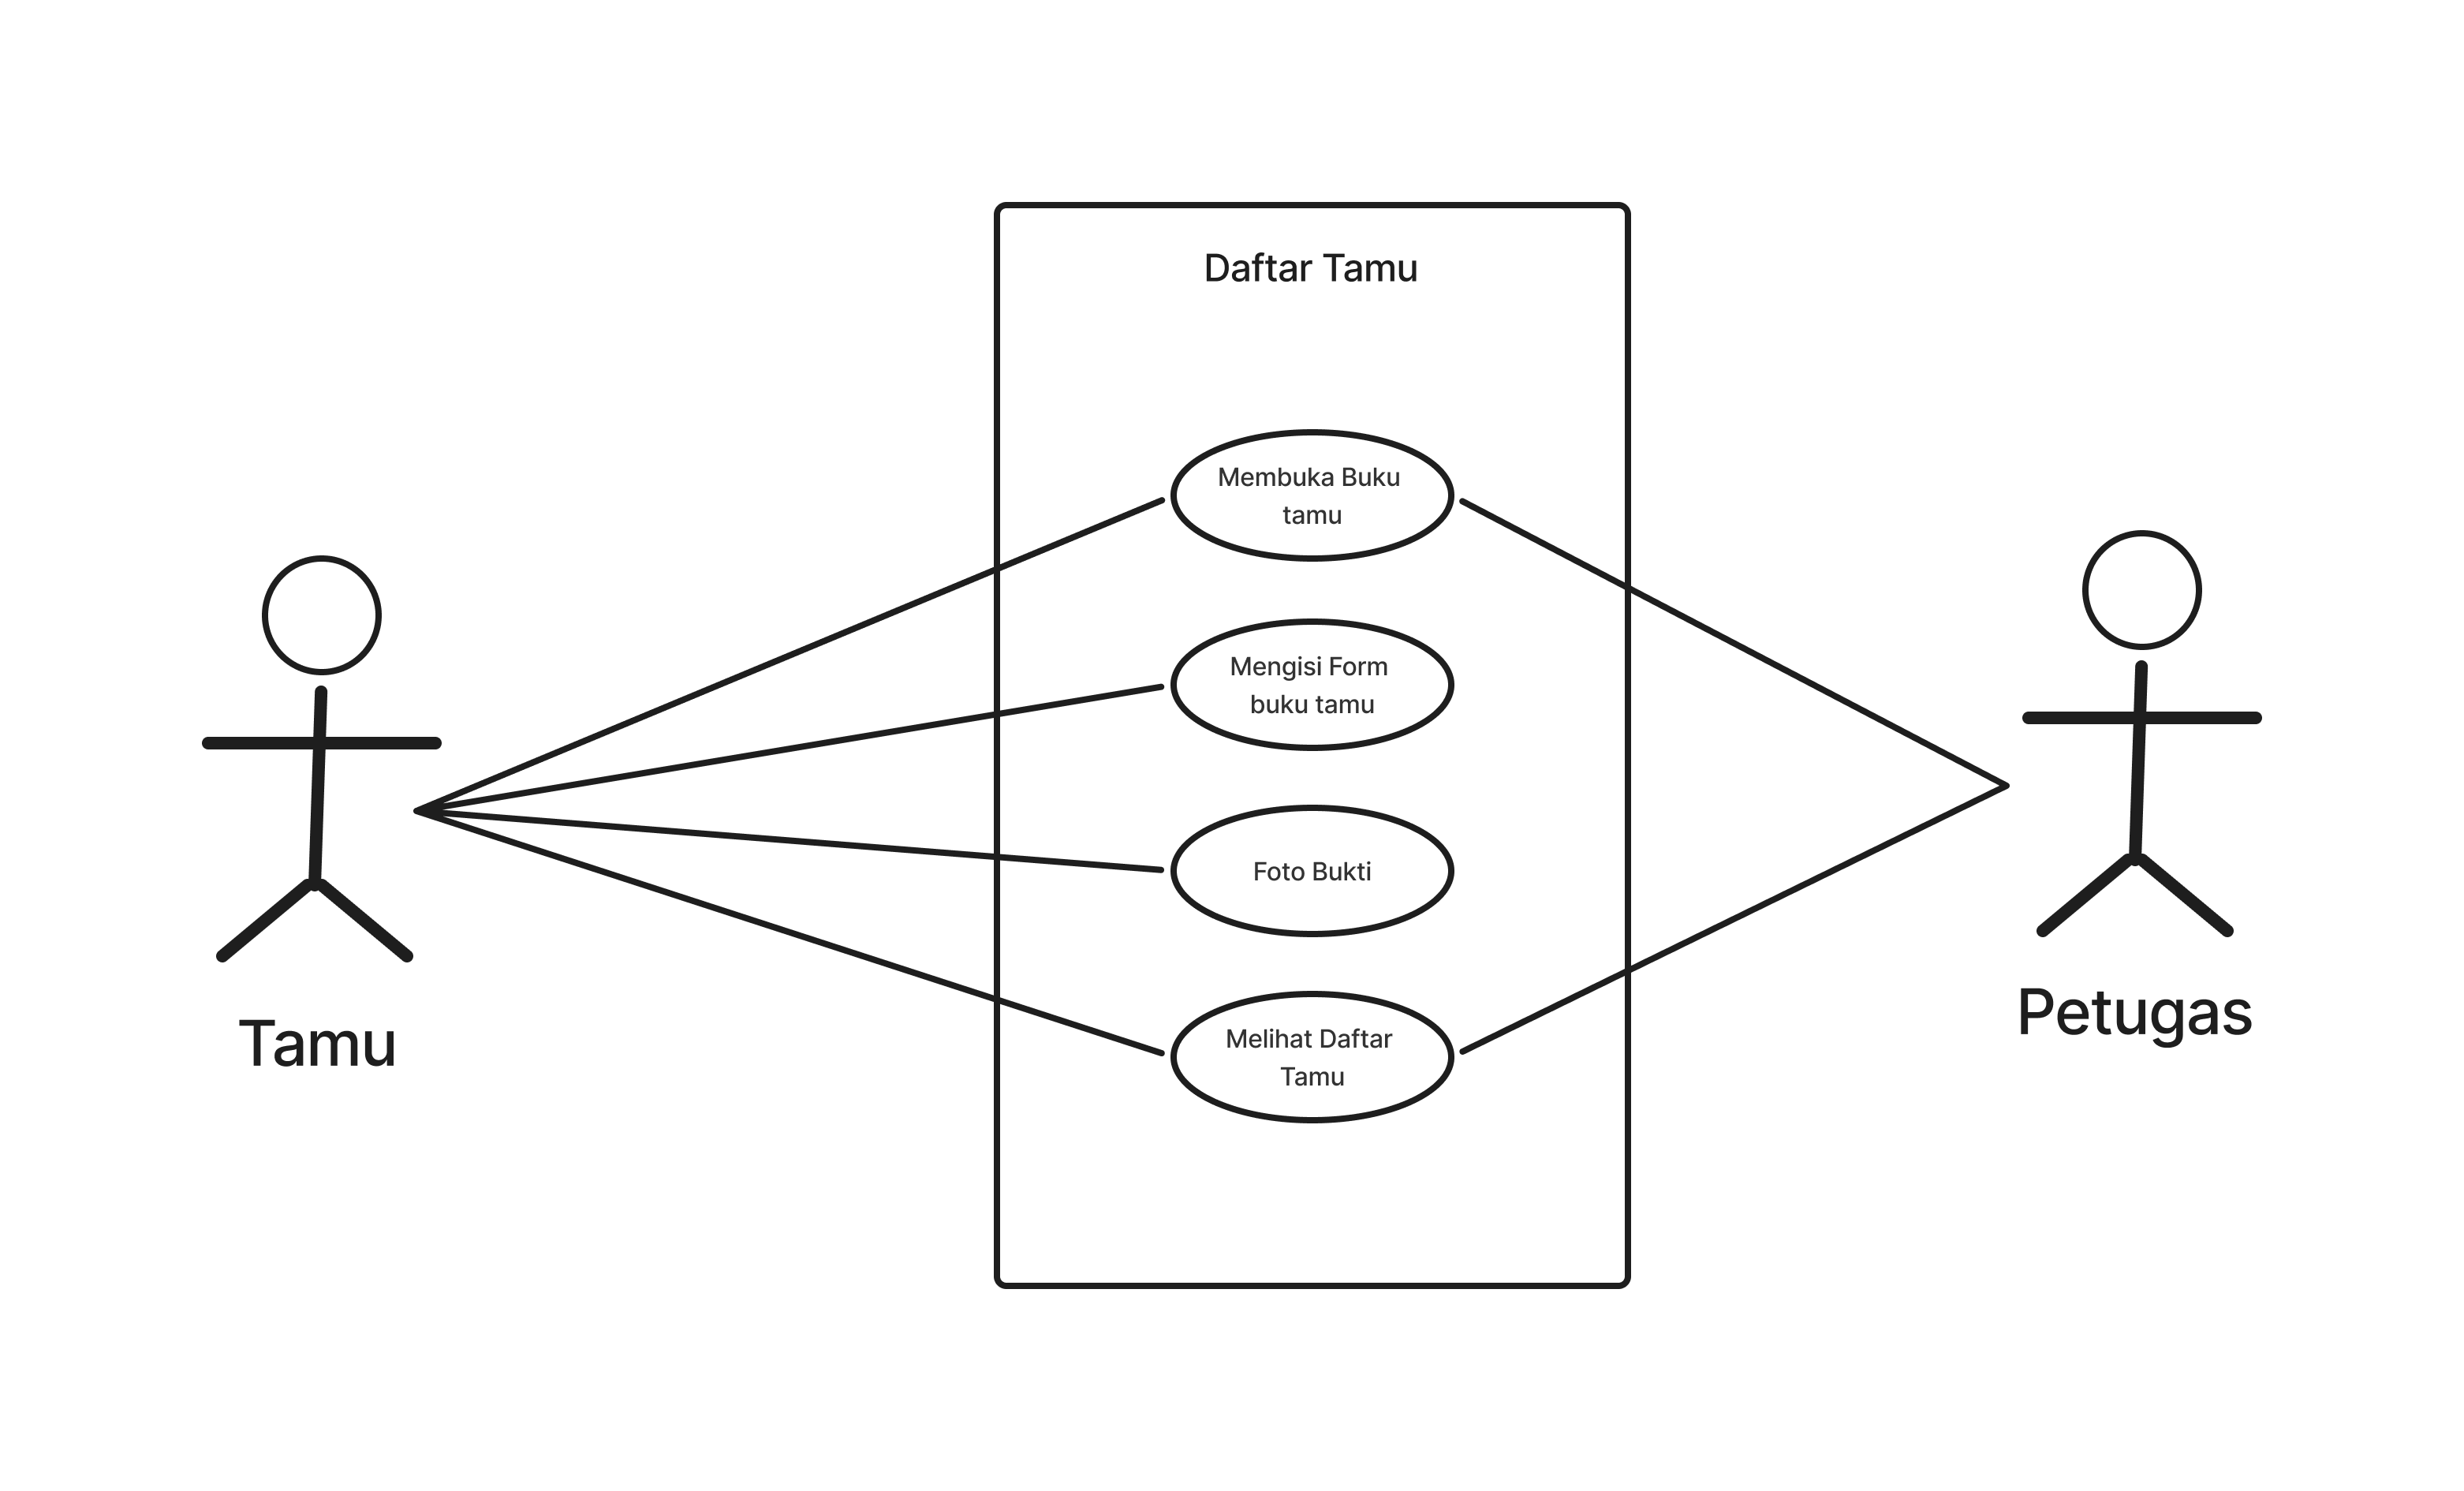 Daftar Tamu
Membuka Buku
tamu
Mengisi Form
buku tamu
Foto Bukti
Melihat Daftar
Tamu
Tamu
Petugas